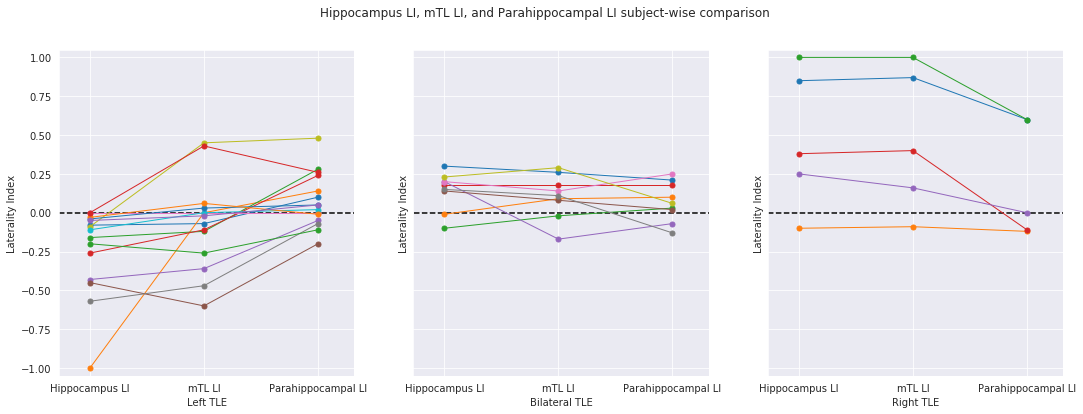 Hippocampus LI, mTL LI, and Parahippocampal LI subject-wise comparison
Laterality Index
1.00
0.75
0.50
0.25
0.00
−0.25
−0.50
−0.75
−1.00
Hippocampus LI mTL LI Parahippocampal LI
Left TLE
Laterality Index
Hippocampus LI mTL LI Parahippocampal LI
Bilateral TLE
Laterality Index
Hippocampus LI mTL LI Parahippocampal LI
Right TLE